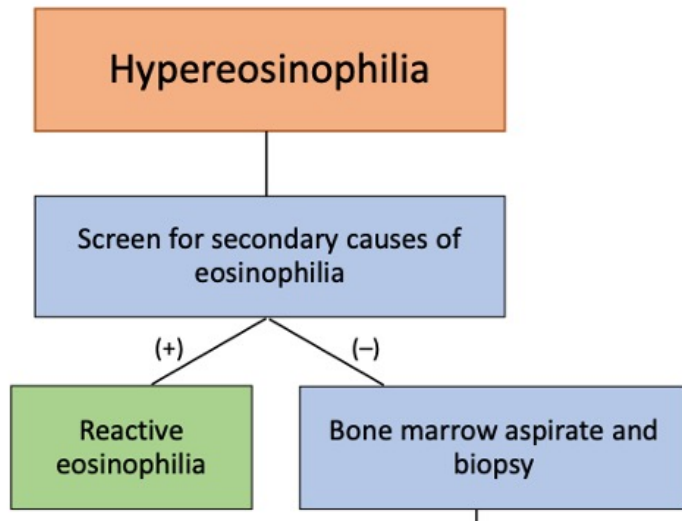 Hypereosinophilia
Screen for secondary causes of
eosinophilia
(+)
(–)
Reactive
eosinophilia
Bone marrow aspirate and
biopsy